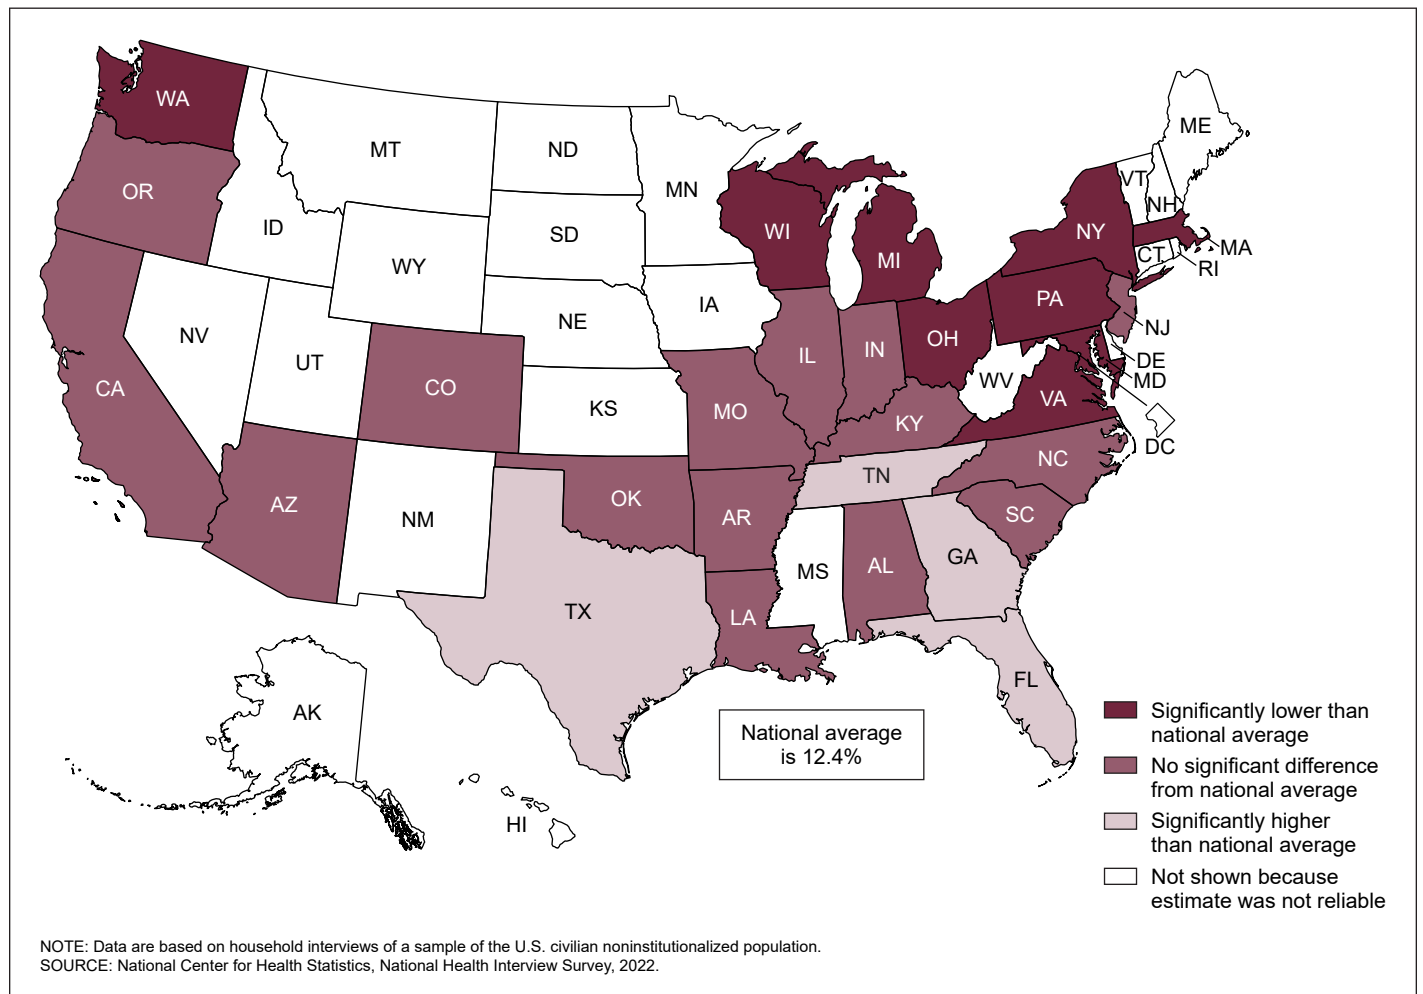 WA
OR
CA
NV
ID
MT
WY
UT
CO
AZ
NM
ND
SD
NE
KS
OK
TX
MN
IA
MO
AR
LA
WI
IL
MI
IN
OH
KY
TN
MS
AL
GA
FL
SC
NC
VA
WV
PA
NY
VT
NH
ME
MA
CT
RI
NJ
DE
MD
DC
AK
HI
National average
is 12.4%
Significantly lower than
national average
No significant difference
from national average
Significantly higher
than national average
Not shown because
estimate was not reliable
NOTE: Data are based on household interviews of a sample of the U.S. civilian noninstitutionalized population.
SOURCE: National Center for Health Statistics, National Health Interview Survey, 2022.